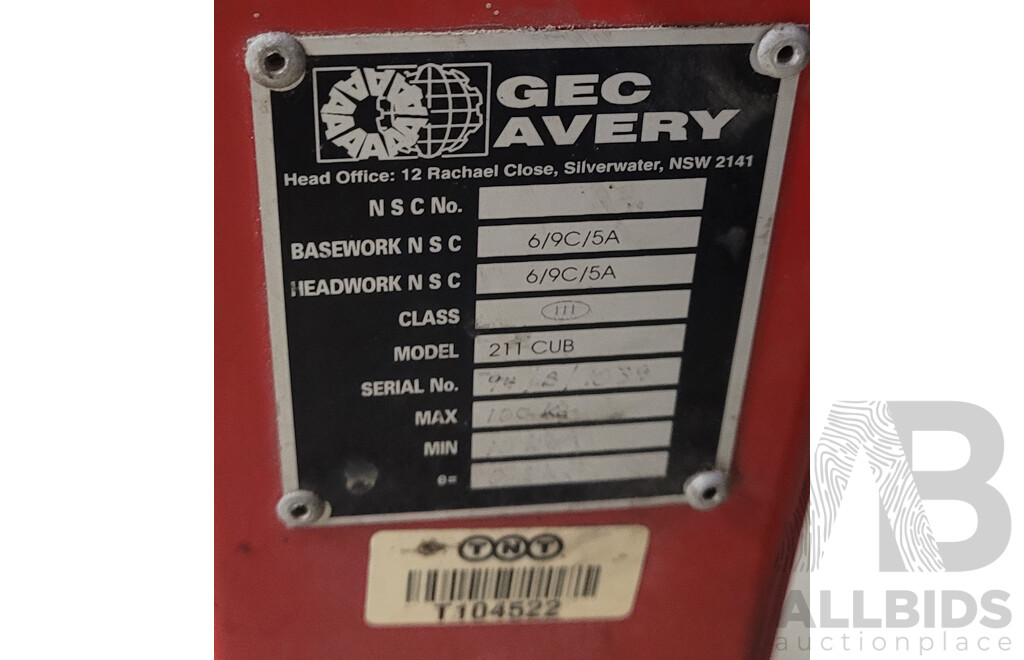 GEC
AVERY
Head Office: 12 Rachael Close, Silverwater, NSW 2141
N S C No.
BASEWORK N S C 6/9C/5A
HEADWORK N S C 6/9C/5A
CLASS III
MODEL 211 CUB
SERIAL No.
MAX
MIN
e=
TNT
T104522
AB
ALLBIDS
auctionplace